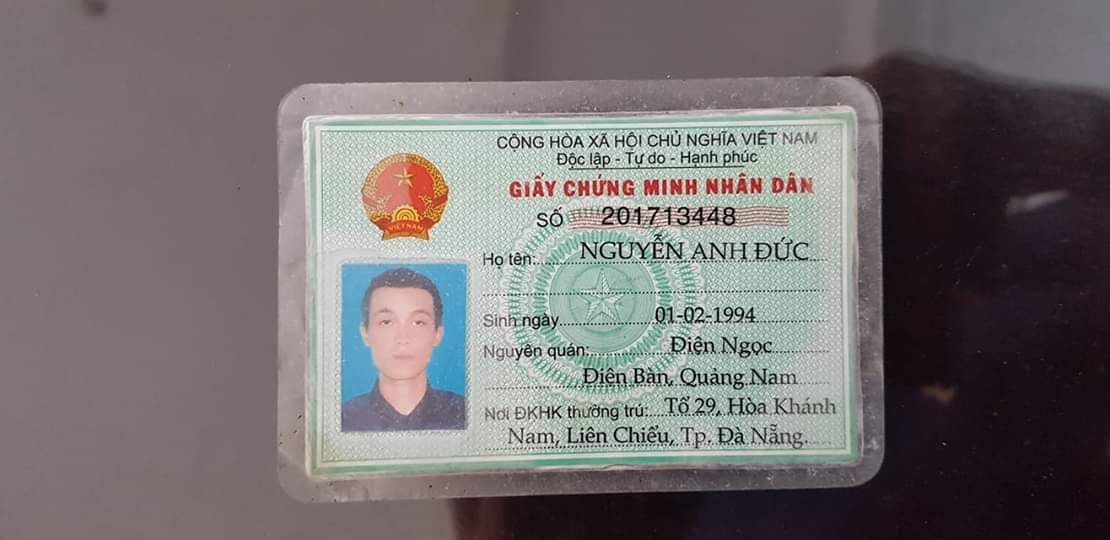 CỘNG HÒA XÃ HỘI CHỦ NGHĨA VIỆT NAM
Độc lập - Tự do - Hạnh phúc
GIẤY CHỨNG MINH NHÂN DÂN
SỐ 201713448
VIỆT NAM
Họ tên: NGUYỄN ANH ĐỨC
Sinh ngày 01-02-1994
Nguyên quán: Điện Ngọc
Điện Bàn, Quảng Nam
Nơi ĐKHK thường trú: Tổ 29, Hòa Khánh
Nam, Liên Chiểu, Tp. Đà Nẵng.